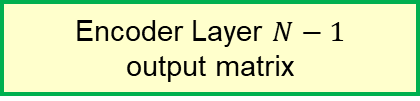 Encoder Layer N − 1
output matrix